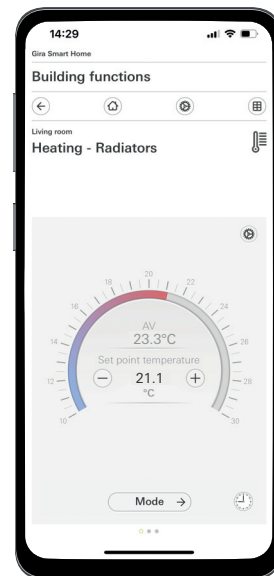 14:29
Gira Smart Home
Building functions
Living room
Heating - Radiators
10
12
14
16
18
20
22
24
26
28
30
AV
23.3°C
Set point temperature
21.1
°C
Mode